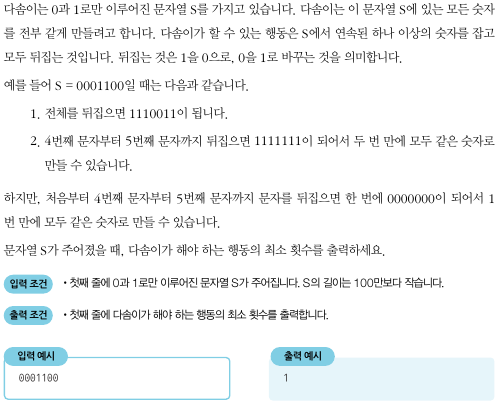 다솜이는 0과 1로만 이루어진 문자열 S를 가지고 있습니다. 다솜이는 이 문자열 S에 있는 모든 숫자
를 전부 같게 만들려고 합니다. 다솜이가 할 수 있는 행동은 S에서 연속된 하나 이상의 숫자를 잡고
모두 뒤집는 것입니다. 뒤집는 것은 1을 0으로, 0을 1로 바꾸는 것을 의미합니다.
예를 들어 S = 0001100일 때는 다음과 같습니다.
1. 전체를 뒤집으면 1110011이 됩니다.
2. 4번째 문자부터 5번째 문자까지 뒤집으면 1111111이 되어서 두 번 만에 모두 같은 숫자로
만들 수 있습니다.
하지만, 처음부터 4번째 문자부터 5번째 문자까지 문자를 뒤집으면 한 번에 0000000이 되어서 1
번 만에 모두 같은 숫자로 만들 수 있습니다.
문자열 S가 주어졌을 때, 다솜이가 해야 하는 행동의 최소 횟수를 출력하세요.
입력 조건 • 첫째 줄에 0과 1로만 이루어진 문자열 S가 주어집니다. S의 길이는 100만보다 작습니다.
출력 조건 • 첫째 줄에 다솜이가 해야 하는 행동의 최소 횟수를 출력합니다.
입력 예시 출력 예시
0001100 1